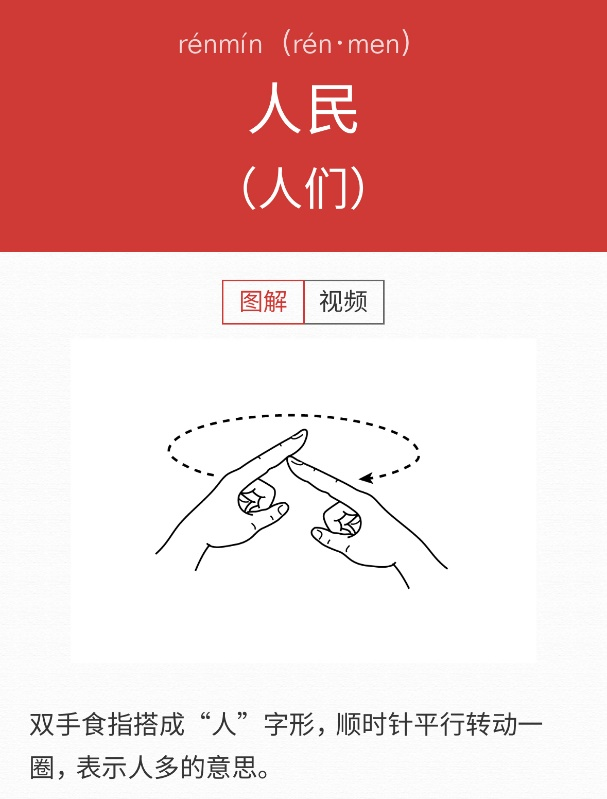 rénmín（rén·men）
人民
（人们）
图解 视频
双手食指搭成“人”字形，顺时针平行转动一
圈，表示人多的意思。